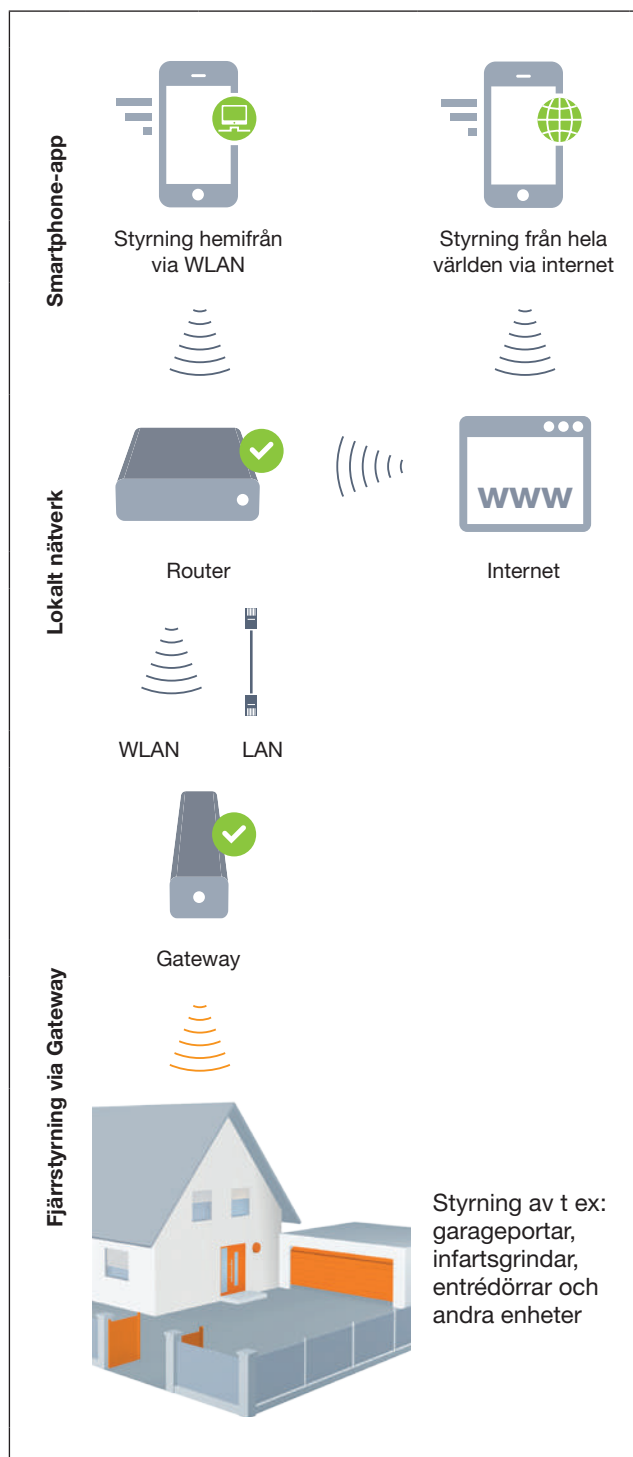 Smartphone-app
Styrning hemifrån
via WLAN
Styrning från hela
världen via internet
Lokalt nätverk
www
Router
Internet
WLAN
LAN
Gateway
Fjärrstyrning via Gateway
Styrning av t ex:
garageportar,
infartsgrindar,
entrédörrar och
andra enheter